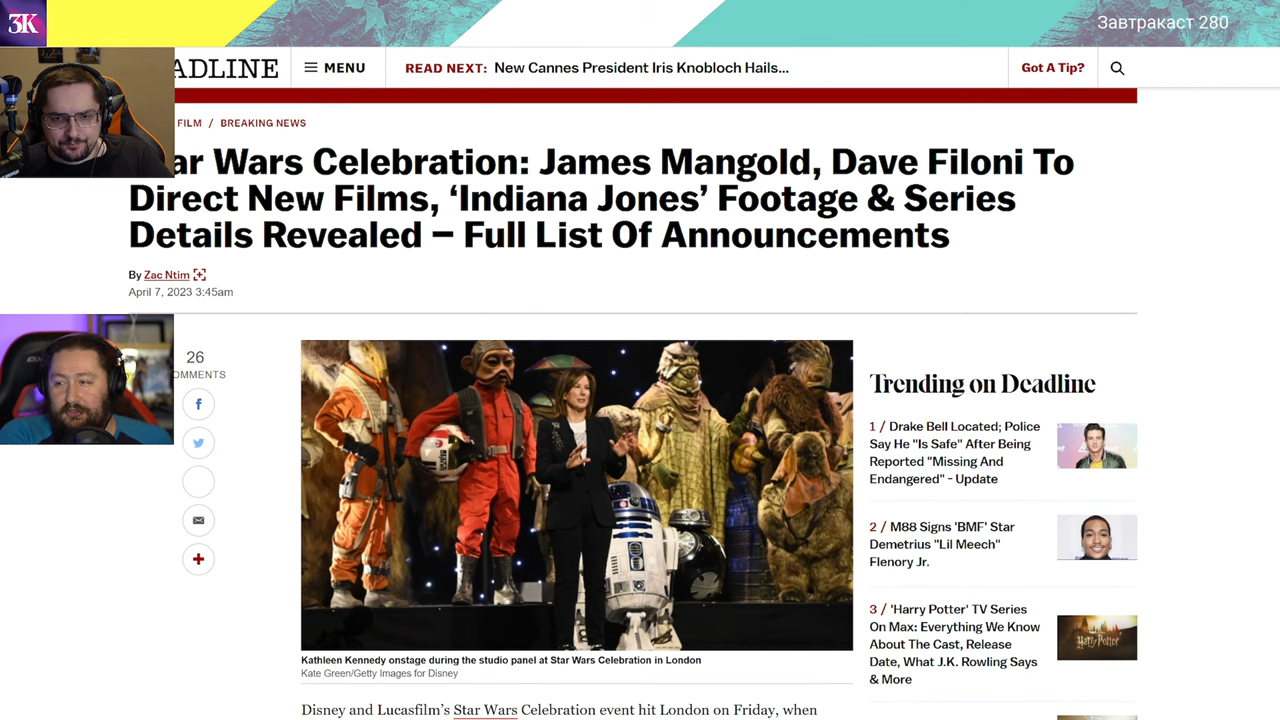 3K
Завтракаст 280
ADLINE
MENU
READ NEXT: New Cannes President Iris Knobloch Hails...
Got A Tip?
FILM / BREAKING NEWS
ar Wars Celebration: James Mangold, Dave Filoni To
Direct New Films, ‘Indiana Jones’ Footage & Series
Details Revealed – Full List Of Announcements
By Zac Ntim
April 7, 2023 3:45am
26
OMMENTS
Kathleen Kennedy onstage during the studio panel at Star Wars Celebration in London
Kate Green/Getty Images for Disney
Disney and Lucasfilm’s Star Wars Celebration event hit London on Friday, when
Trending on Deadline
1 / Drake Bell Located; Police
Say He "Is Safe" After Being
Reported "Missing And
Endangered" - Update
2 / M88 Signs 'BMF' Star
Demetrius "Lil Meech"
Flenory Jr.
3 / 'Harry Potter' TV Series
On Max: Everything We Know
About The Cast, Release
Date, What J.K. Rowling Says
& More
Harry Potter